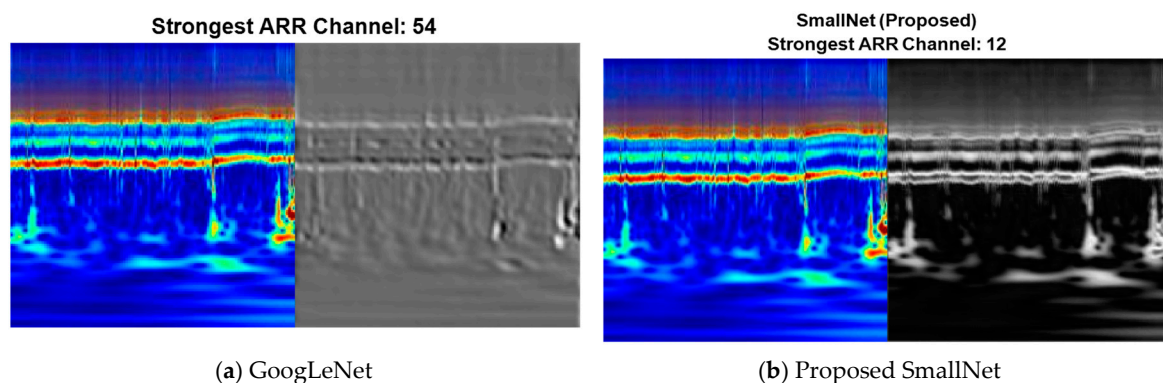 Strongest ARR Channel: 54
SmallNet (Proposed)
Strongest ARR Channel: 12
(a) GoogLeNet
(b) Proposed SmallNet